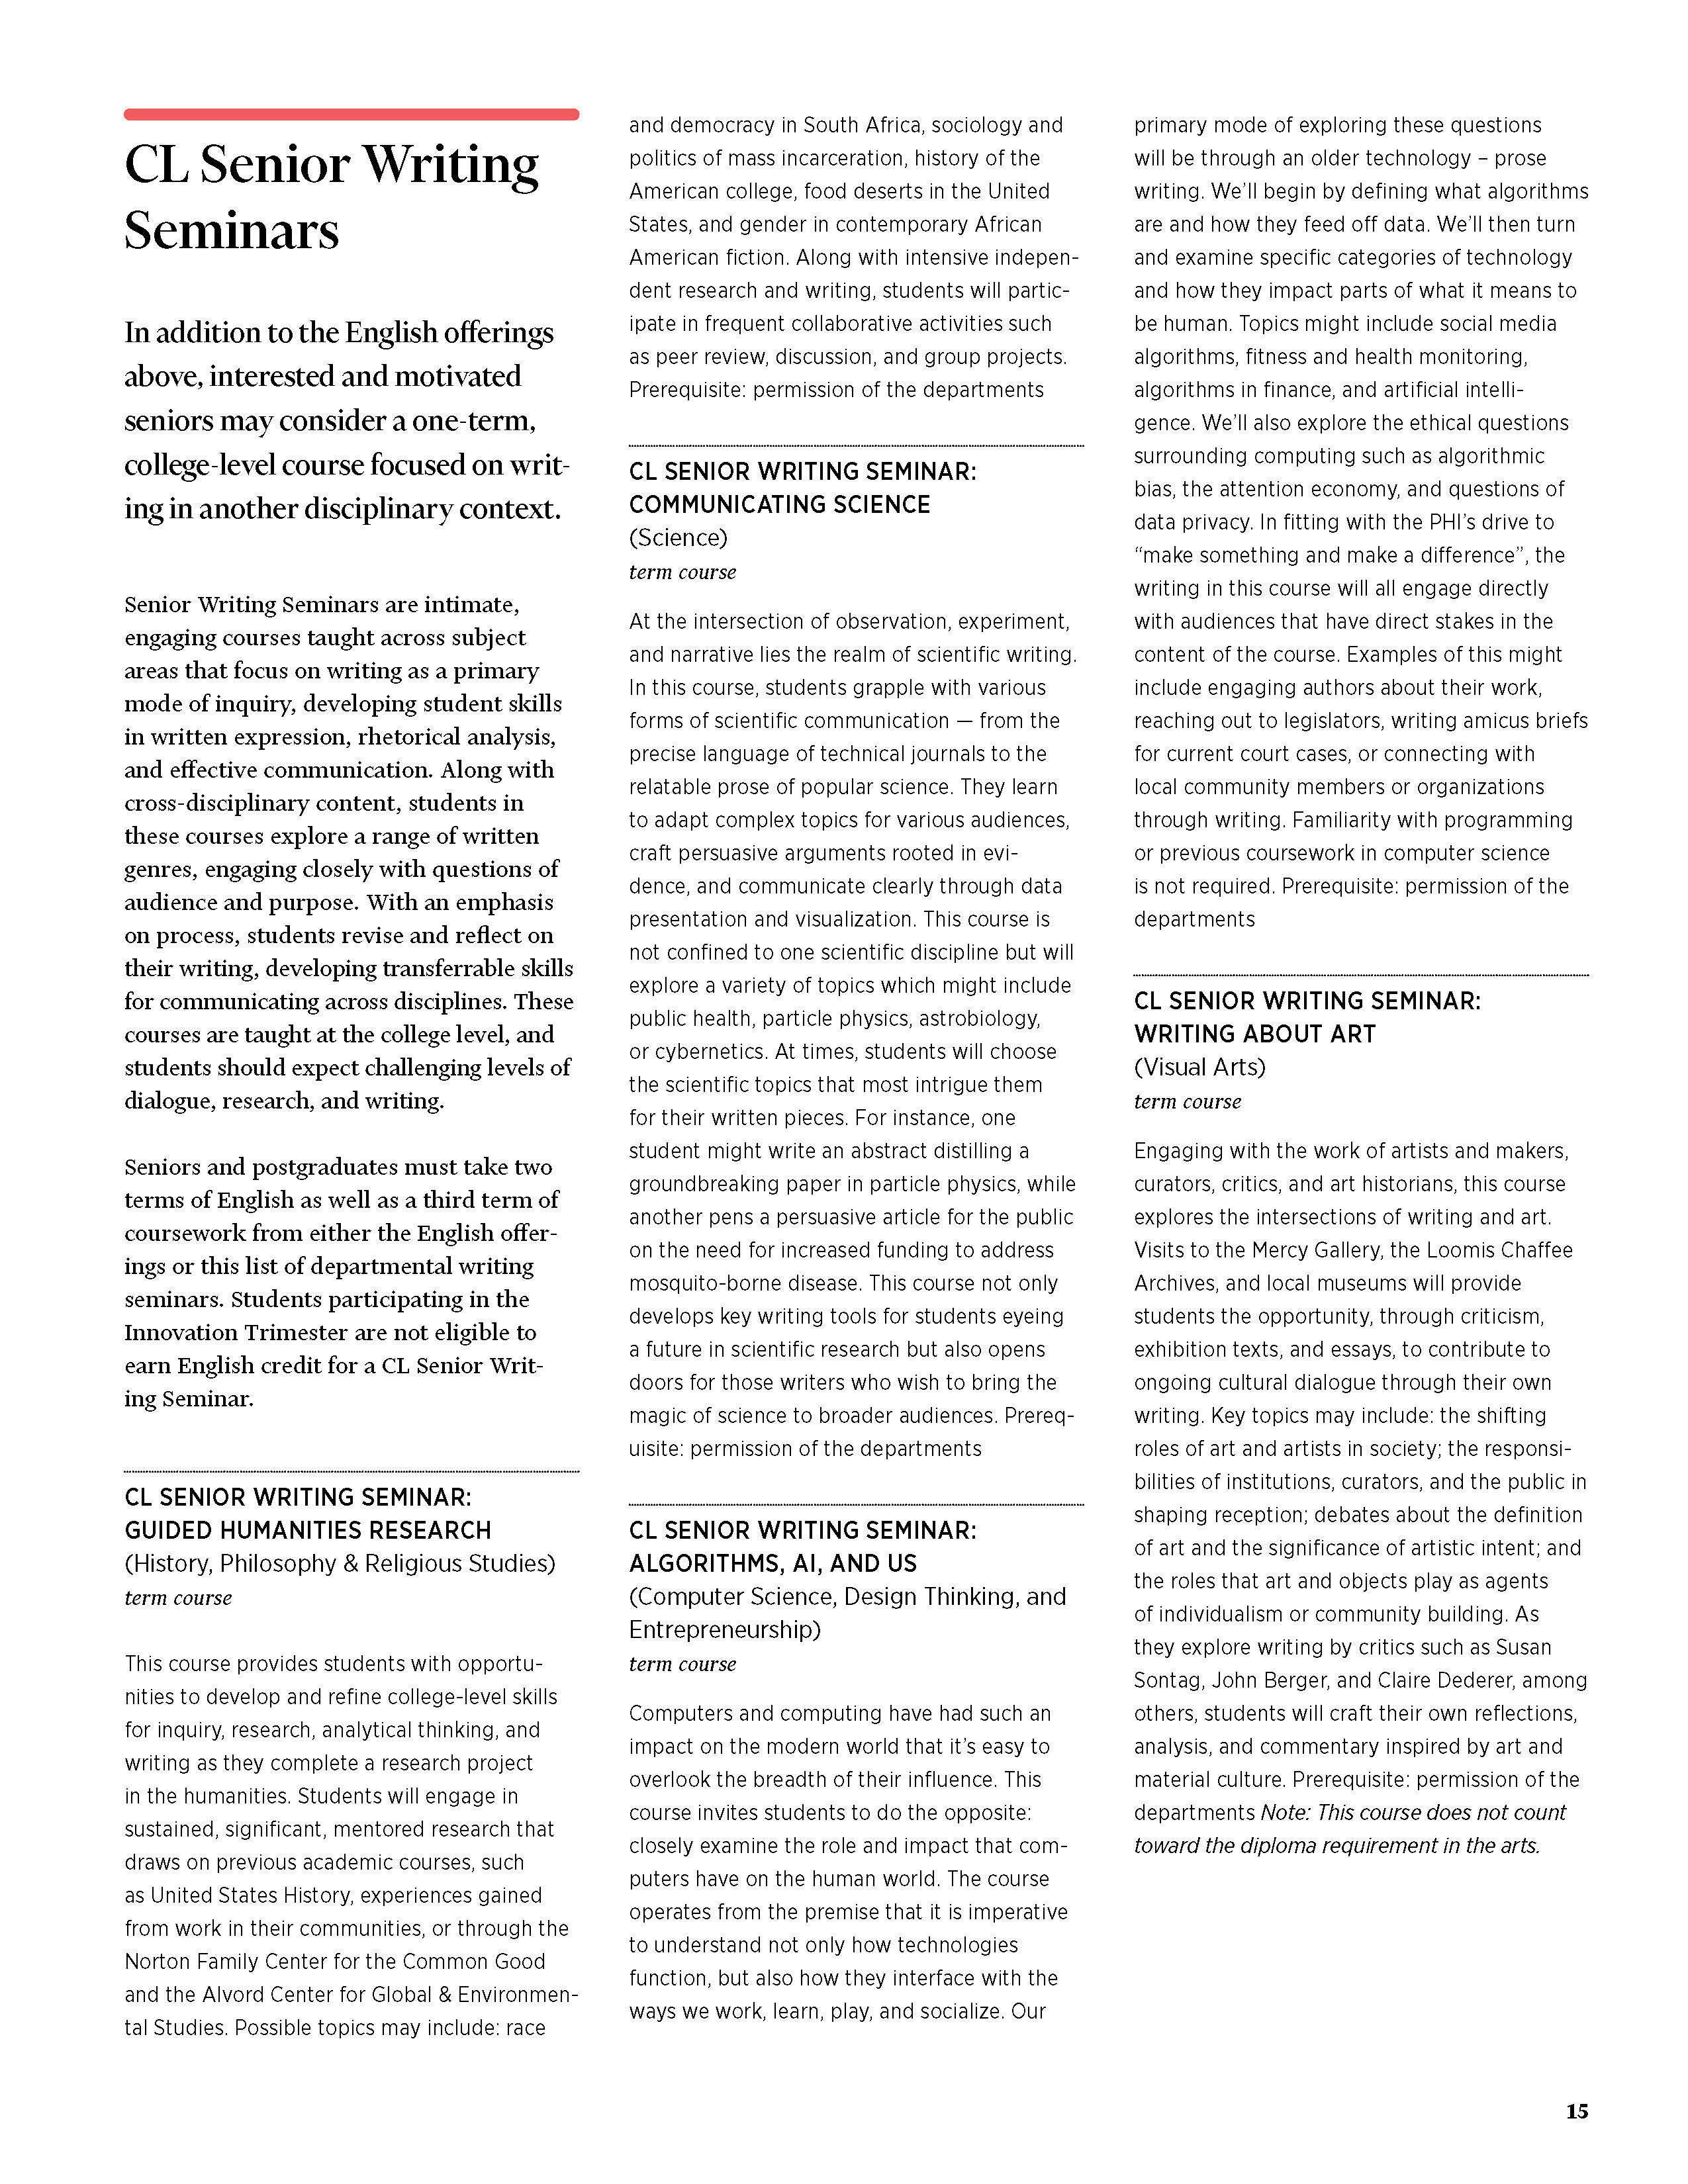 CL Senior Writing
Seminars
In addition to the English offerings
above, interested and motivated
seniors may consider a one-term,
college-level course focused on writ-
ing in another disciplinary context.
Senior Writing Seminars are intimate,
engaging courses taught across subject
areas that focus on writing as a primary
mode of inquiry, developing student skills
in written expression, rhetorical analysis,
and effective communication. Along with
cross-disciplinary content, students in
these courses explore a range of written
genres, engaging closely with questions of
audience and purpose. With an emphasis
on process, students revise and reflect on
their writing, developing transferrable skills
for communicating across disciplines. These
courses are taught at the college level, and
students should expect challenging levels of
dialogue, research, and writing.
Seniors and postgraduates must take two
terms of English as well as a third term of
coursework from either the English offer-
ings or this list of departmental writing
seminars. Students participating in the
Innovation Trimester are not eligible to
earn English credit for a CL Senior Writ-
ing Seminar.
CL SENIOR WRITING SEMINAR:
GUIDED HUMANITIES RESEARCH
(History, Philosophy & Religious Studies)
term course
This course provides students with opportu-
nities to develop and refine college-level skills
for inquiry, research, analytical thinking, and
writing as they complete a research project
in the humanities. Students will engage in
sustained, significant, mentored research that
draws on previous academic courses, such
as United States History, experiences gained
from work in their communities, or through the
Norton Family Center for the Common Good
and the Alvord Center for Global & Environmen-
tal Studies. Possible topics may include: race
and democracy in South Africa, sociology and
politics of mass incarceration, history of the
American college, food deserts in the United
States, and gender in contemporary African
American fiction. Along with intensive indepen-
dent research and writing, students will partic-
ipate in frequent collaborative activities such
as peer review, discussion, and group projects.
Prerequisite: permission of the departments
CL SENIOR WRITING SEMINAR:
COMMUNICATING SCIENCE
(Science)
term course
At the intersection of observation, experiment,
and narrative lies the realm of scientific writing.
In this course, students grapple with various
forms of scientific communication — from the
precise language of technical journals to the
relatable prose of popular science. They learn
to adapt complex topics for various audiences,
craft persuasive arguments rooted in evi-
dence, and communicate clearly through data
presentation and visualization. This course is
not confined to one scientific discipline but will
explore a variety of topics which might include
public health, particle physics, astrobiology,
or cybernetics. At times, students will choose
the scientific topics that most intrigue them
for their written pieces. For instance, one
student might write an abstract distilling a
groundbreaking paper in particle physics, while
another pens a persuasive article for the public
on the need for increased funding to address
mosquito-borne disease. This course not only
develops key writing tools for students eyeing
a future in scientific research but also opens
doors for those writers who wish to bring the
magic of science to broader audiences. Prereq-
uisite: permission of the departments
CL SENIOR WRITING SEMINAR:
ALGORITHMS, AI, AND US
(Computer Science, Design Thinking, and
Entrepreneurship)
term course
Computers and computing have had such an
impact on the modern world that it's easy to
overlook the breadth of their influence. This
course invites students to do the opposite:
closely examine the role and impact that com-
puters have on the human world. The course
operates from the premise that it is imperative
to understand not only how technologies
function, but also how they interface with the
ways we work, learn, play, and socialize. Our
primary mode of exploring these questions
will be through an older technology – prose
writing. We'll begin by defining what algorithms
are and how they feed off data. We'll then turn
and examine specific categories of technology
and how they impact parts of what it means to
be human. Topics might include social media
algorithms, fitness and health monitoring,
algorithms in finance, and artificial intelli-
gence. We'll also explore the ethical questions
surrounding computing such as algorithmic
bias, the attention economy, and questions of
data privacy. In fitting with the PHI's drive to
“make something and make a difference”, the
writing in this course will all engage directly
with audiences that have direct stakes in the
content of the course. Examples of this might
include engaging authors about their work,
reaching out to legislators, writing amicus briefs
for current court cases, or connecting with
local community members or organizations
through writing. Familiarity with programming
or previous coursework in computer science
is not required. Prerequisite: permission of the
departments
CL SENIOR WRITING SEMINAR:
WRITING ABOUT ART
(Visual Arts)
term course
Engaging with the work of artists and makers,
curators, critics, and art historians, this course
explores the intersections of writing and art.
Visits to the Mercy Gallery, the Loomis Chaffee
Archives, and local museums will provide
students the opportunity, through criticism,
exhibition texts, and essays, to contribute to
ongoing cultural dialogue through their own
writing. Key topics may include: the shifting
roles of art and artists in society; the responsi-
bilities of institutions, curators, and the public in
shaping reception; debates about the definition
of art and the significance of artistic intent; and
the roles that art and objects play as agents
of individualism or community building. As
they explore writing by critics such as Susan
Sontag, John Berger, and Claire Dederer, among
others, students will craft their own reflections,
analysis, and commentary inspired by art and
material culture. Prerequisite: permission of the
departments Note: This course does not count
toward the diploma requirement in the arts.
15